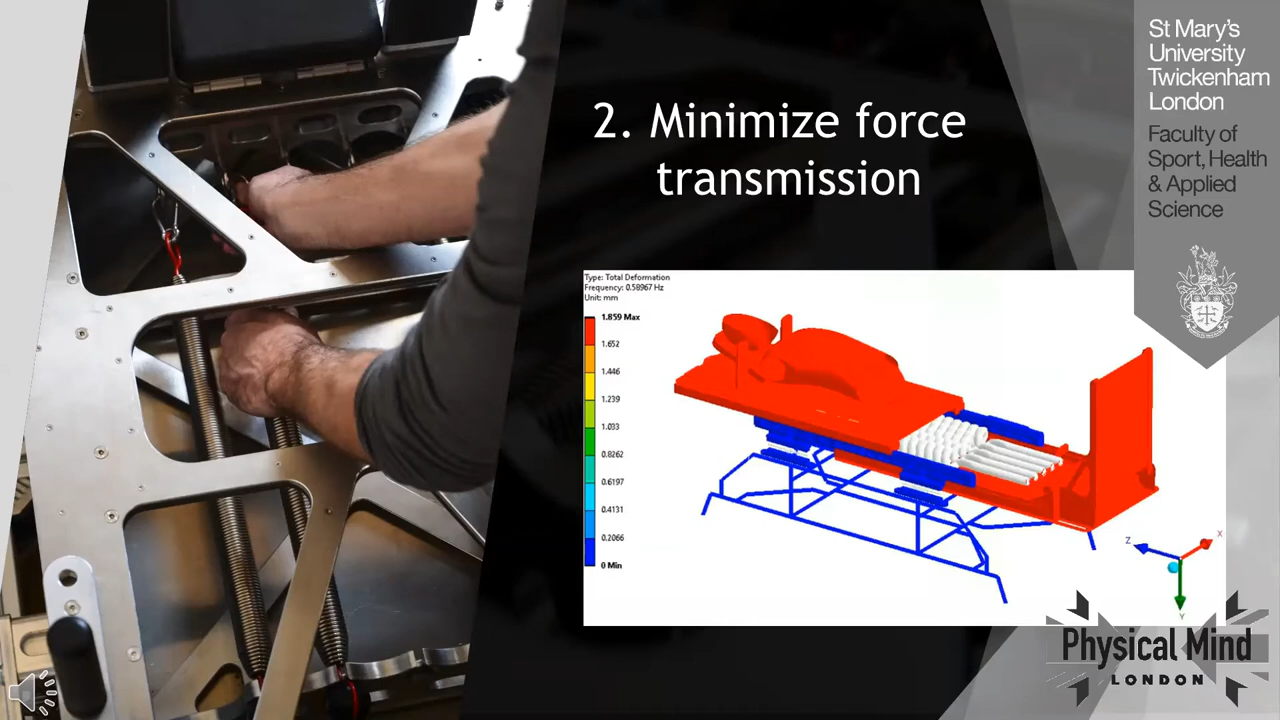 2. Minimize force
transmission
St Mary's
University
Twickenham
London
Faculty of
Sport, Health
& Applied
Science
Type: Total Deformation
Frequency: 0.58967 Hz
Unit: mm
1.859 Max
1.652
1.446
1.239
1.033
0.8262
0.6197
0.4131
0.2066
0 Min
Z
X
Y
Physical Mind
LONDON